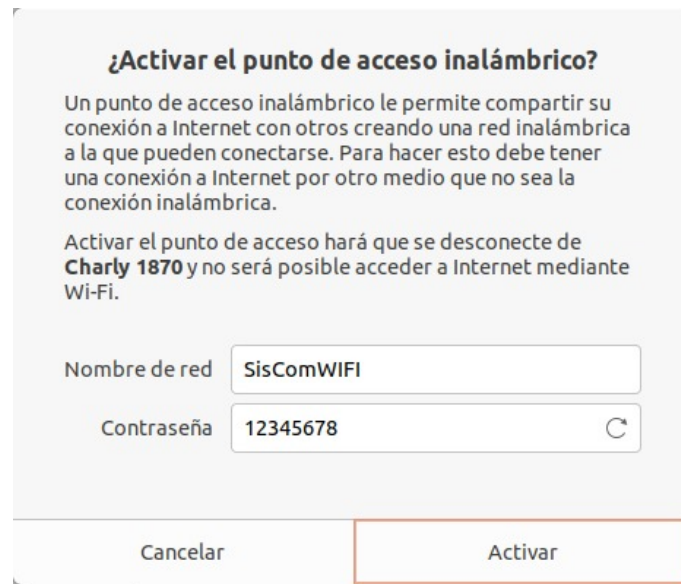 ¿Activar el punto de acceso inalámbrico?
Un punto de acceso inalámbrico le permite compartir su
conexión a Internet con otros creando una red inalámbrica
a la que pueden conectarse. Para hacer esto debe tener
una conexión a Internet por otro medio que no sea la
conexión inalámbrica.
Activar el punto de acceso hará que se desconecte de
Charly 1870 y no será posible acceder a Internet mediante
Wi-Fi.
Nombre de red SisComWIFI
Contraseña 12345678
Cancelar Activar